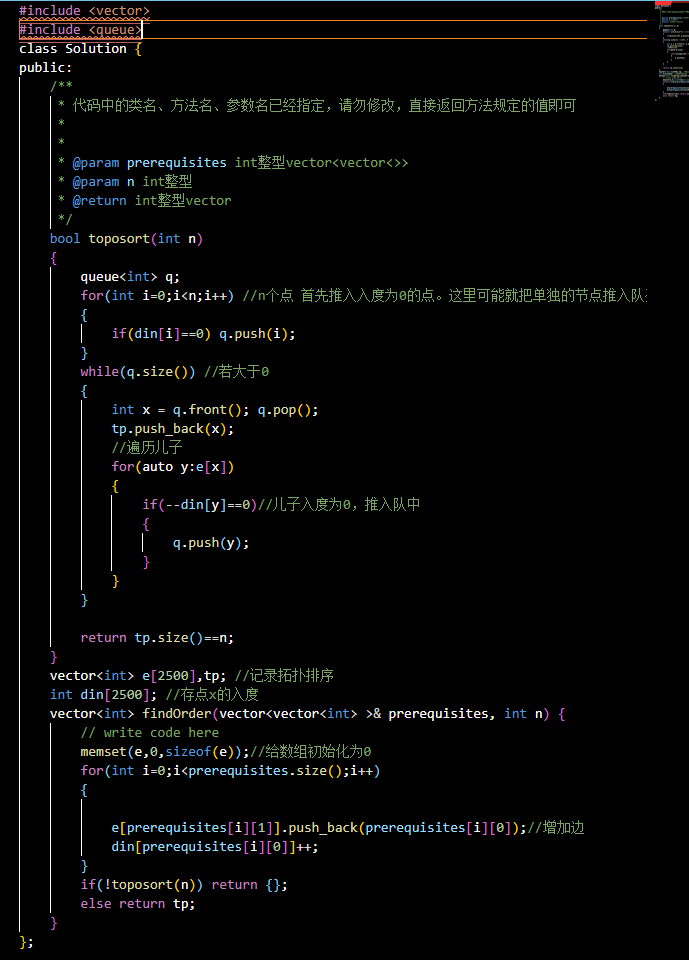 #include <vector>
#include <queue>
class Solution {
public:
    /**
     * 代码中的类名、方法名、参数名已经指定，请勿修改，直接返回方法规定的值即可
     *
     *
     * @param prerequisites int整型vector<vector<>>
     * @param n int整型
     * @return int整型vector
     */
    bool toposort(int n)
    {
        queue<int> q;
        for(int i=0;i<n;i++) //n个点 首先推入入度为0的点。这里可能就把单独的节点推入队
        {
            if(din[i]==0) q.push(i);
        }
        while(q.size()) //若大于0
        {
            int x = q.front(); q.pop();
            tp.push_back(x);
            //遍历儿子
            for(auto y:e[x])
            {
                if(--din[y]==0)//儿子入度为0，推入队中
                {
                    q.push(y);
                }
            }
        }

        return tp.size()==n;
    }
    vector<int> e[2500],tp; //记录拓扑排序
    int din[2500]; //存点x的入度
    vector<int> findOrder(vector<vector<int> >& prerequisites, int n) {
        // write code here
        memset(e,0,sizeof(e));//给数组初始化为0
        for(int i=0;i<prerequisites.size();i++)
        {

            e[prerequisites[i][1]].push_back(prerequisites[i][0]);//增加边
            din[prerequisites[i][0]]++;
        }
        if(!toposort(n)) return {};
        else return tp;
    }
};